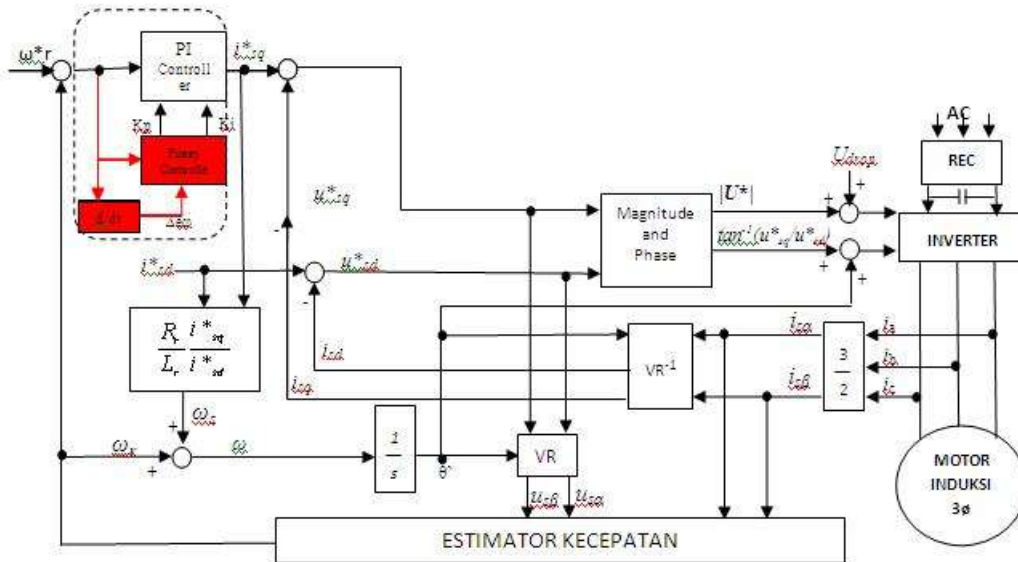 ω*r
PI
Controll
er
i*sq
Kp
Ki
Fuzzy
Controlle
d/dt
u*sq
-
i*sd
u*sd
-
Rr i*sq
Lr i*sd
isd
isq
ωs
+
ωr
+
ω
1
s
θ
VR
usβ
usα
ESTIMATOR KECEPATAN
Magnitude
and
Phase
|U*|
tan-1(u*sq/u*sd)
Udrop
+
+
+
+
AC
REC
INVERTER
isα
isβ
VR-1
3
2
ia
ib
ic
MOTOR
INDUKSI
3ø